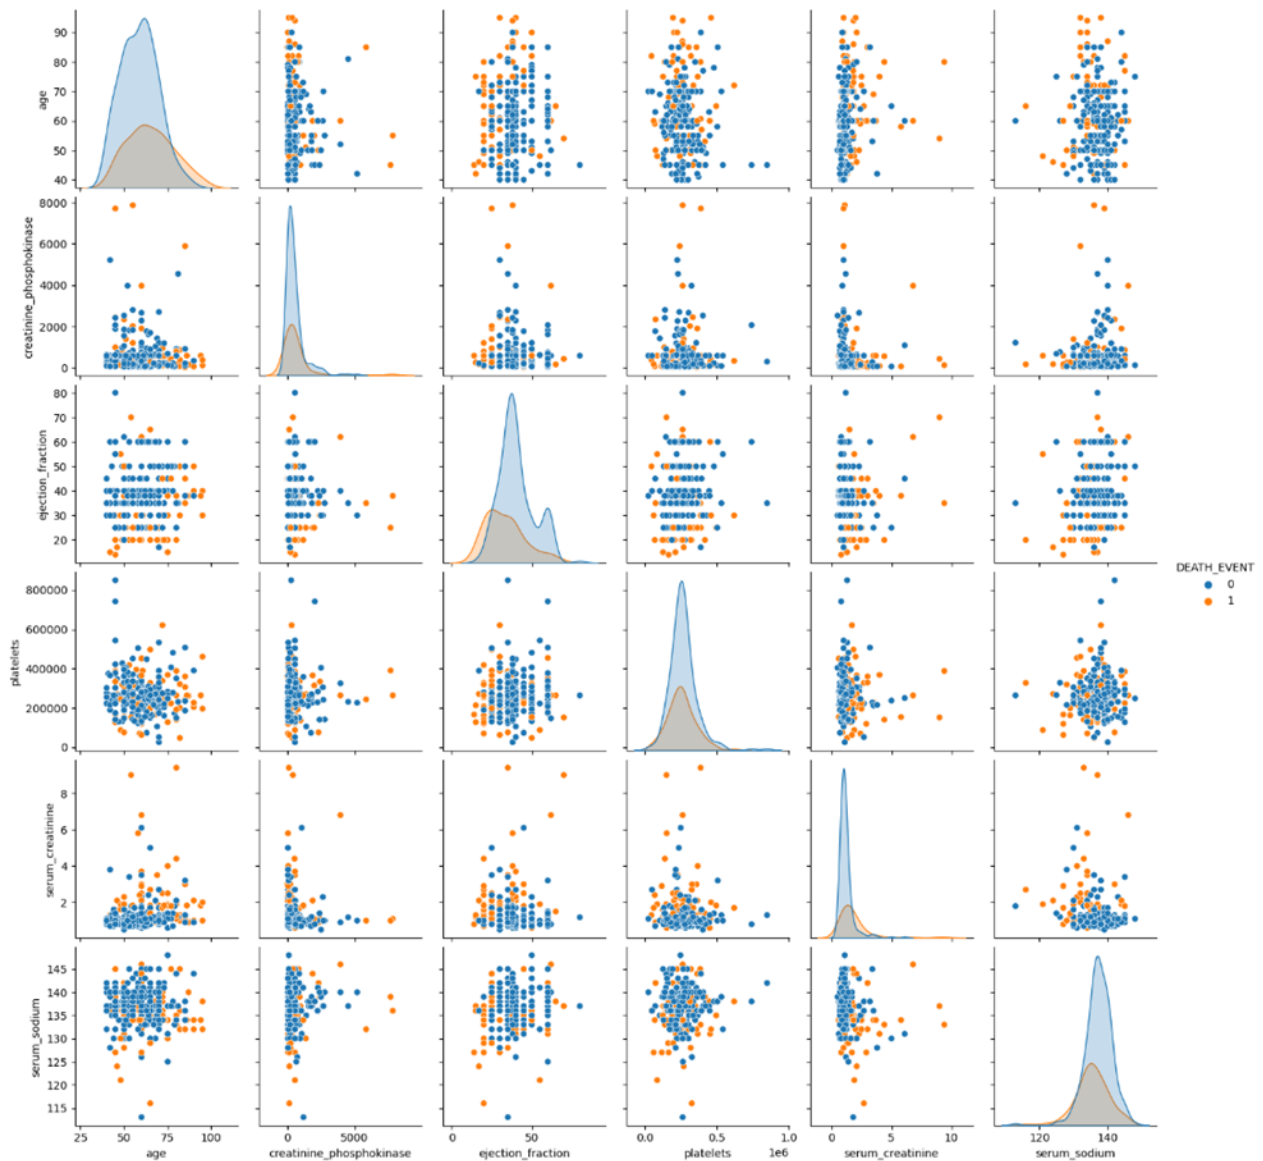 90
80
70
60
50
40
age
8000
6000
4000
2000
0
creatinine_phosphokinase
80
70
60
50
40
30
20
ejection_fraction
DEATH_EVENT
0
1
800000
600000
400000
200000
0
platelets
8
6
4
2
serum_creatinine
145
140
135
130
125
120
115
serum_sodium
25 50 75 100
0 5000
0 50
0.0 0.5 1.0
0 5 10
120 140
1e6
age
creatinine_phosphokinase
ejection_fraction
platelets
serum_creatinine
serum_sodium